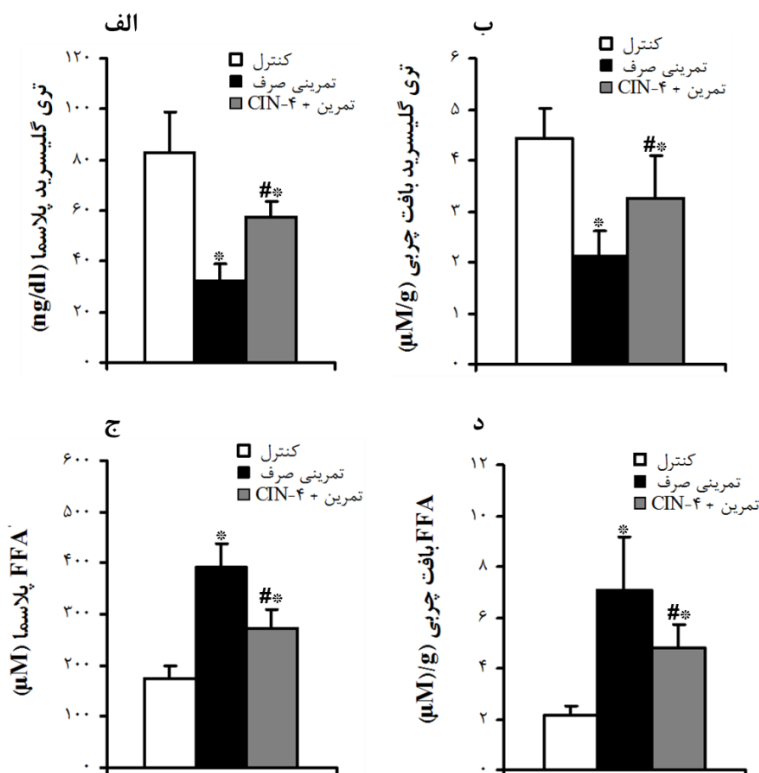 الف
تری گلیسرید پلاسما (ng/dl)
۱۲۰
۱۰۰
۸۰
۶۰
۴۰
۲۰
۰
کنترل
تمرینی صرف
تمرین + CIN-۴
*
#*
ب
تری گلیسرید بافت چربی (µM/g)
۶
۵
۴
۳
۲
۱
۰
کنترل
تمرینی صرف
تمرین + CIN-۴
*
#*
ج
FFA پلاسما (µM)
۶۰۰
۵۰۰
۴۰۰
۳۰۰
۲۰۰
۱۰۰
۰
کنترل
تمرینی صرف
تمرین + CIN-۴
*
#*
د
FFA بافت چربی (µM)/g)
۱۲
۱۰
۸
۶
۴
۲
۰
کنترل
تمرینی صرف
تمرین + CIN-۴
*
#*